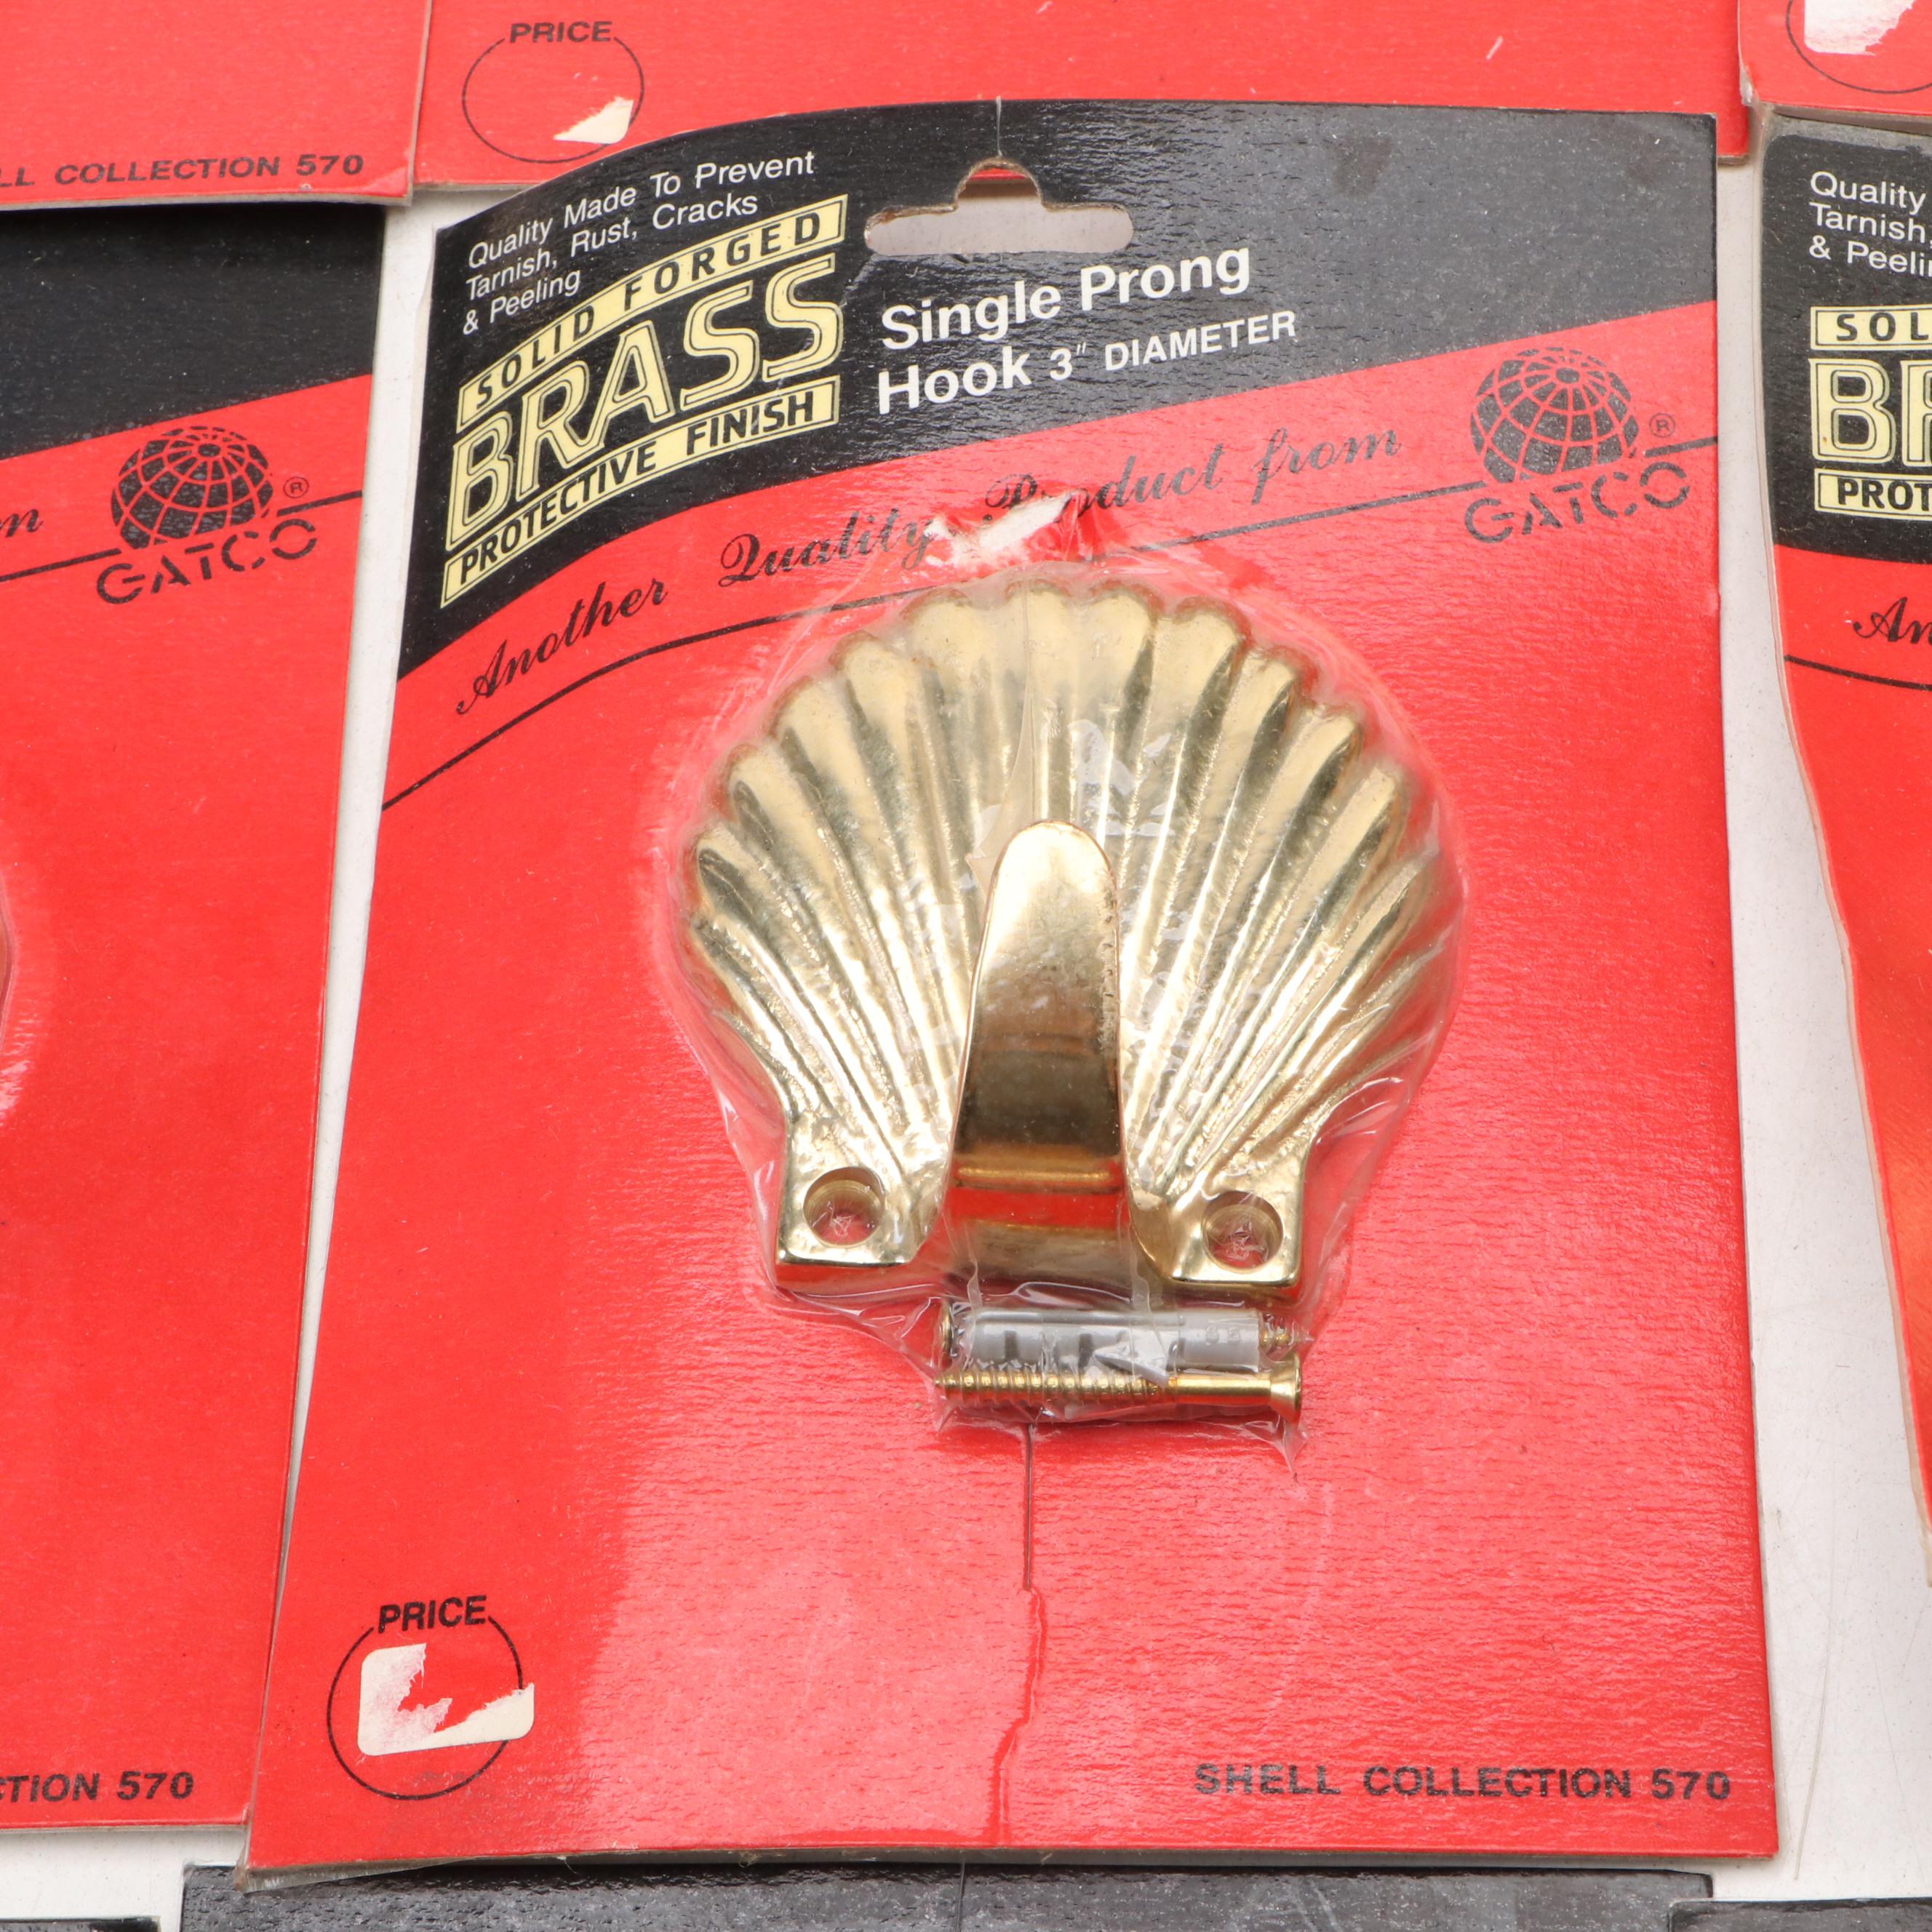 PRICE
LL COLLECTION 570
Quality Made To Prevent
Tarnish, Rust, Cracks
& Peeling
SOLID FORGED
BRASS
PROTECTIVE FINISH
Single Prong
Hook 3" DIAMETER
Another Quality Product from
GATCO ®
PRICE
SHELL COLLECTION 570
m
GATCO ®
CTION 570
Quality
Tarnish,
& Peeli
SOL
BR
PROT
An